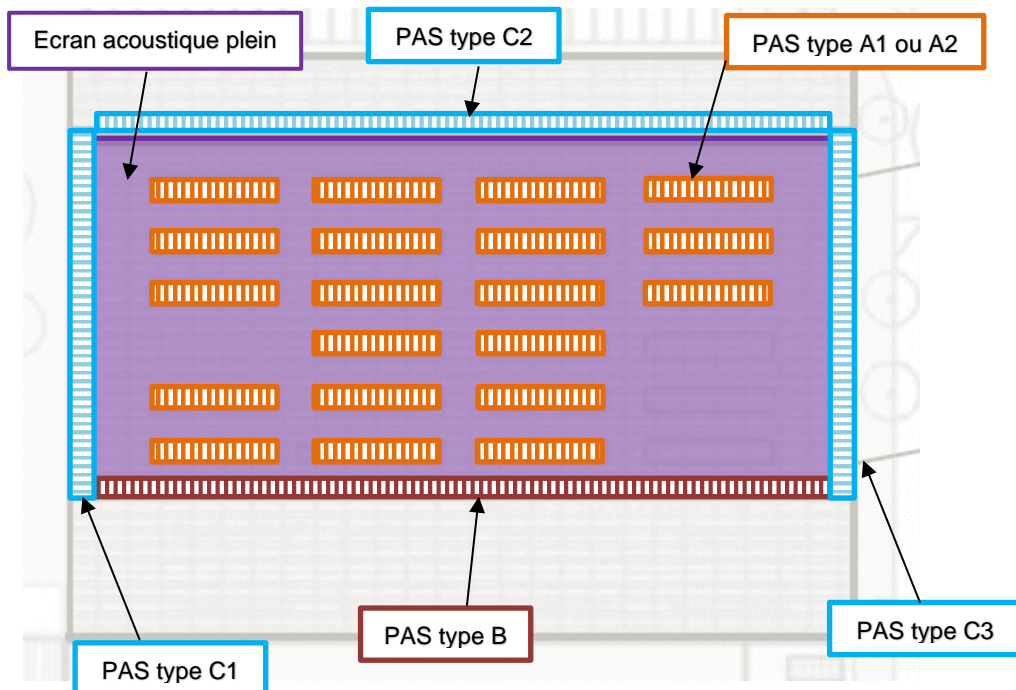 Ecran acoustique plein
PAS type C2
PAS type A1 ou A2
PAS type B
PAS type C3
PAS type C1